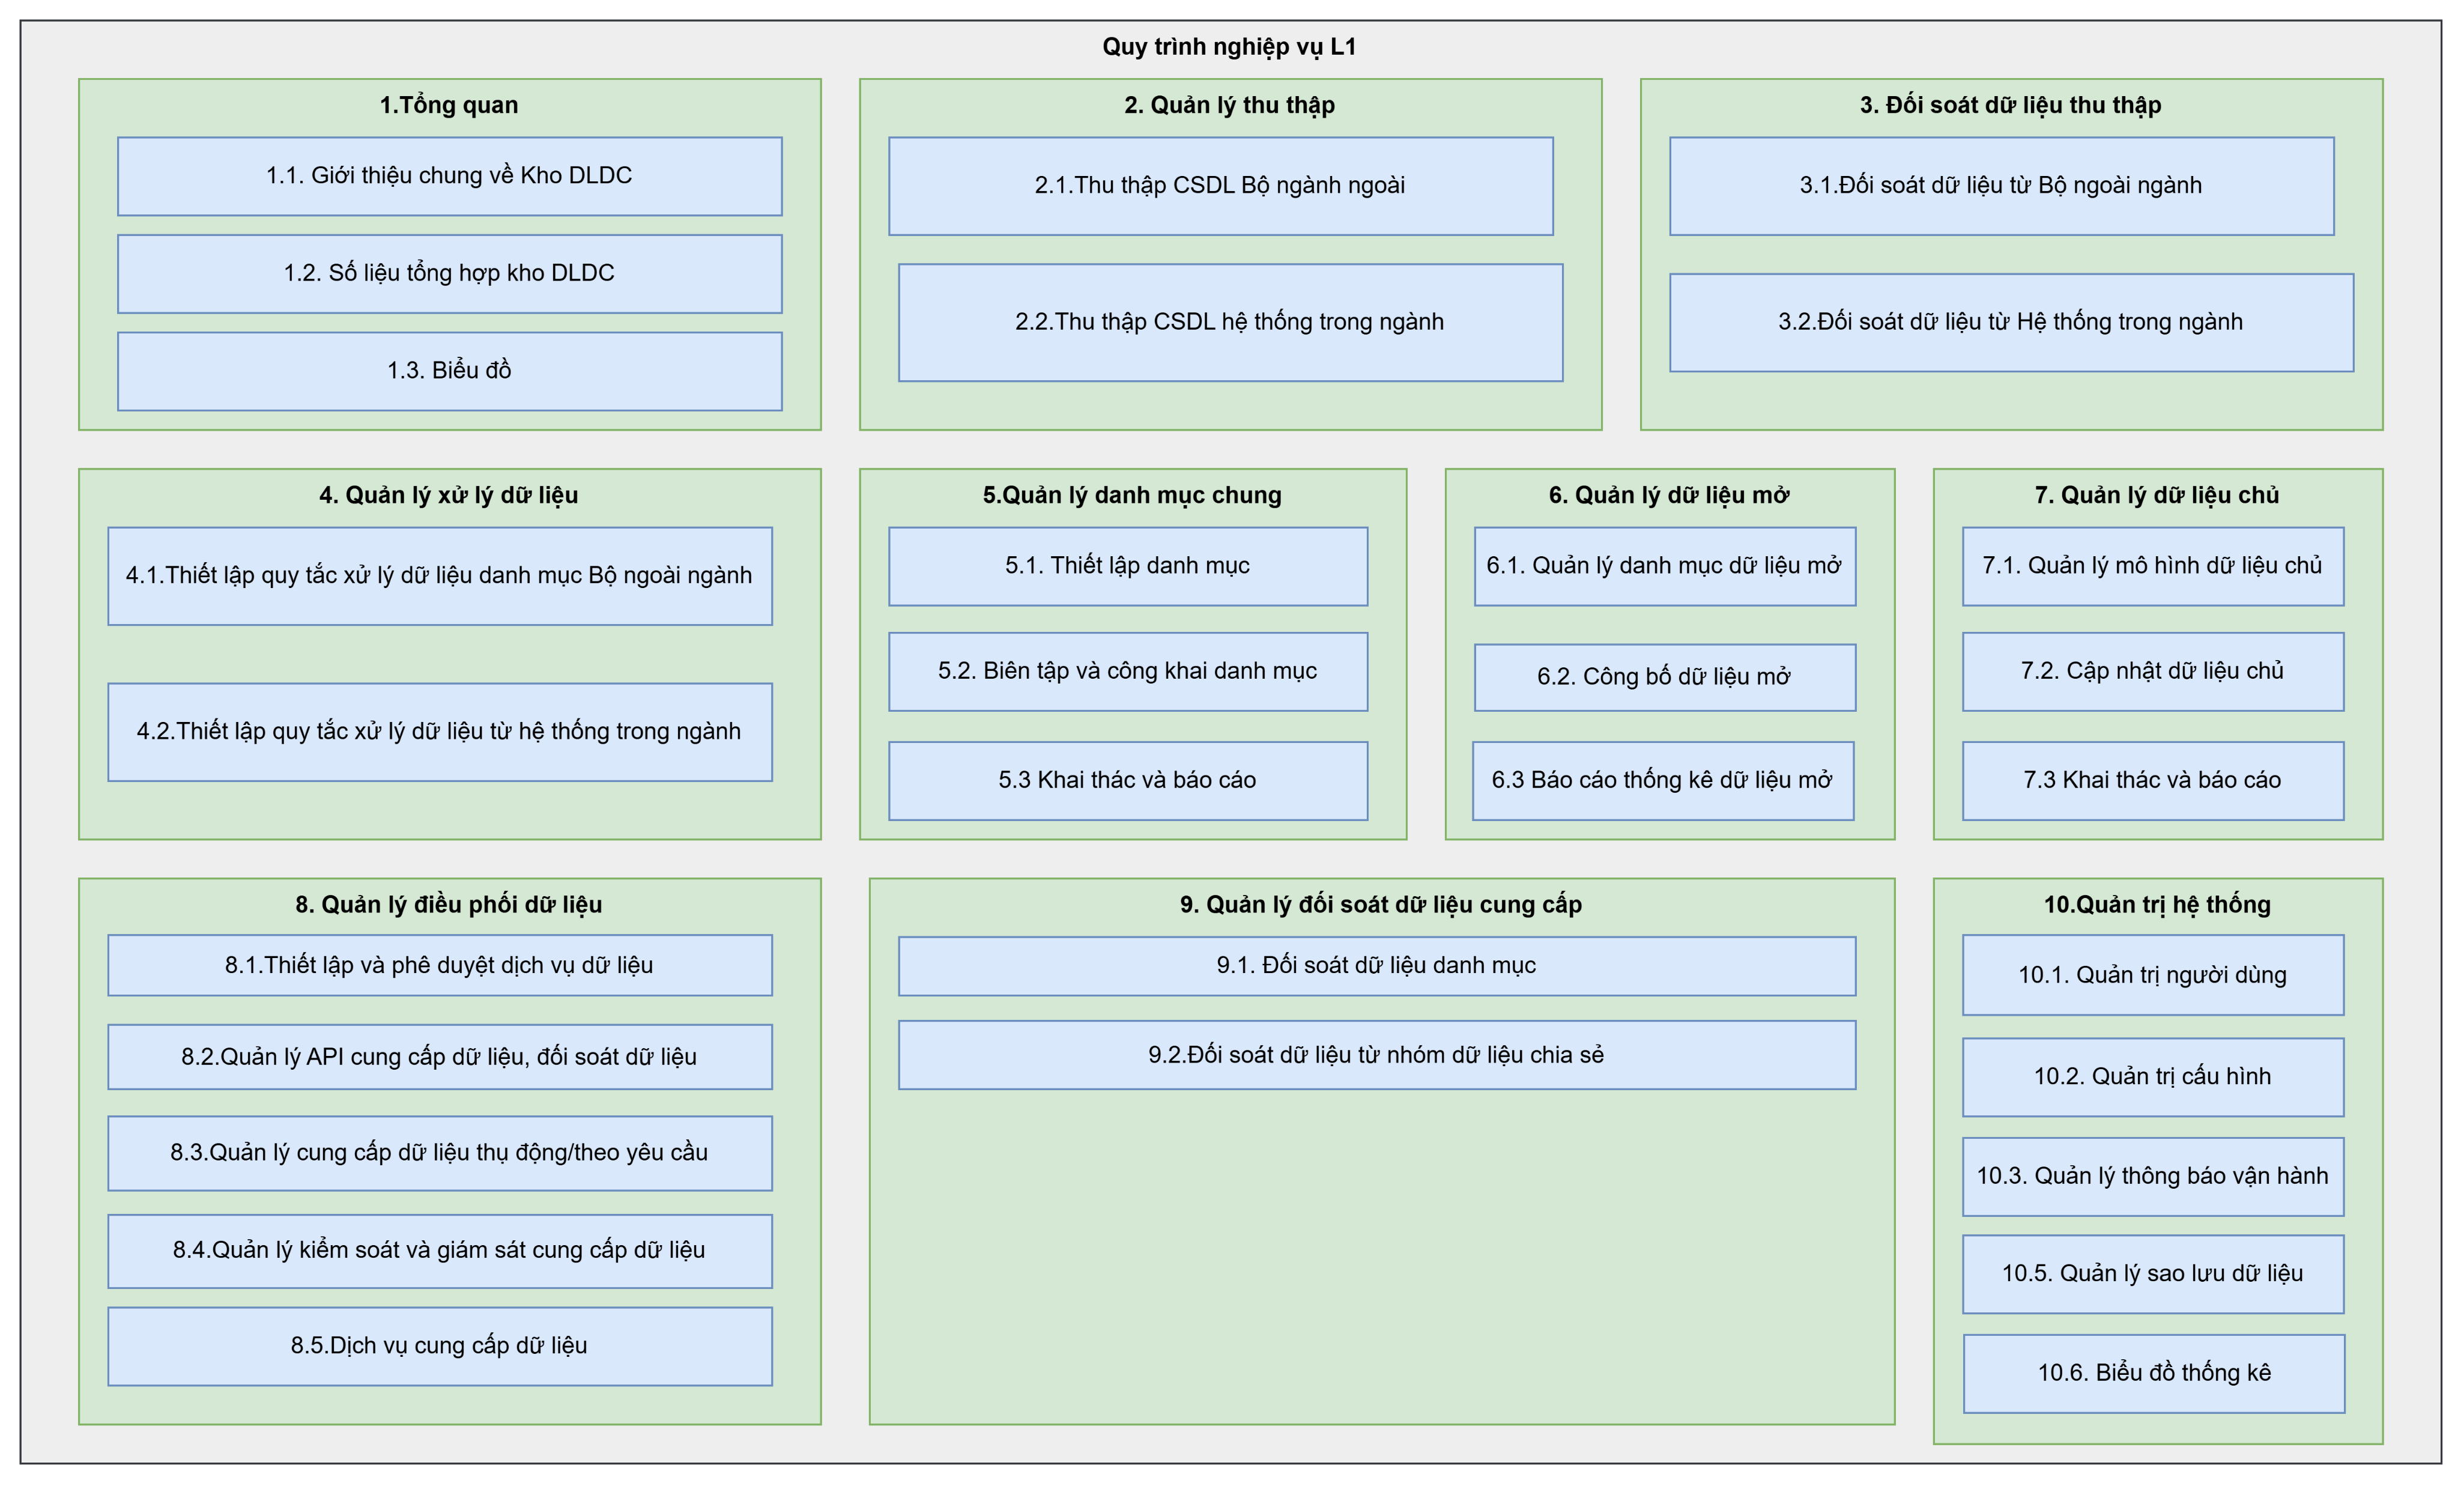 Quy trình nghiệp vụ L1
1.Tổng quan
1.1. Giới thiệu chung về Kho DLDC
1.2. Số liệu tổng hợp kho DLDC
1.3. Biểu đồ
2. Quản lý thu thập
2.1.Thu thập CSDL Bộ ngành ngoài
2.2.Thu thập CSDL hệ thống trong ngành
3. Đối soát dữ liệu thu thập
3.1.Đối soát dữ liệu từ Bộ ngoài ngành
3.2.Đối soát dữ liệu từ Hệ thống trong ngành
4. Quản lý xử lý dữ liệu
4.1.Thiết lập quy tắc xử lý dữ liệu danh mục Bộ ngoài ngành
4.2.Thiết lập quy tắc xử lý dữ liệu từ hệ thống trong ngành
5.Quản lý danh mục chung
5.1. Thiết lập danh mục
5.2. Biên tập và công khai danh mục
5.3 Khai thác và báo cáo
6. Quản lý dữ liệu mở
6.1. Quản lý danh mục dữ liệu mở
6.2. Công bố dữ liệu mở
6.3 Báo cáo thống kê dữ liệu mở
7. Quản lý dữ liệu chủ
7.1. Quản lý mô hình dữ liệu chủ
7.2. Cập nhật dữ liệu chủ
7.3 Khai thác và báo cáo
8. Quản lý điều phối dữ liệu
8.1.Thiết lập và phê duyệt dịch vụ dữ liệu
8.2.Quản lý API cung cấp dữ liệu, đối soát dữ liệu
8.3.Quản lý cung cấp dữ liệu thụ động/theo yêu cầu
8.4.Quản lý kiểm soát và giám sát cung cấp dữ liệu
8.5.Dịch vụ cung cấp dữ liệu
9. Quản lý đối soát dữ liệu cung cấp
9.1. Đối soát dữ liệu danh mục
9.2.Đối soát dữ liệu từ nhóm dữ liệu chia sẻ
10.Quản trị hệ thống
10.1. Quản trị người dùng
10.2. Quản trị cấu hình
10.3. Quản lý thông báo vận hành
10.5. Quản lý sao lưu dữ liệu
10.6. Biểu đồ thống kê